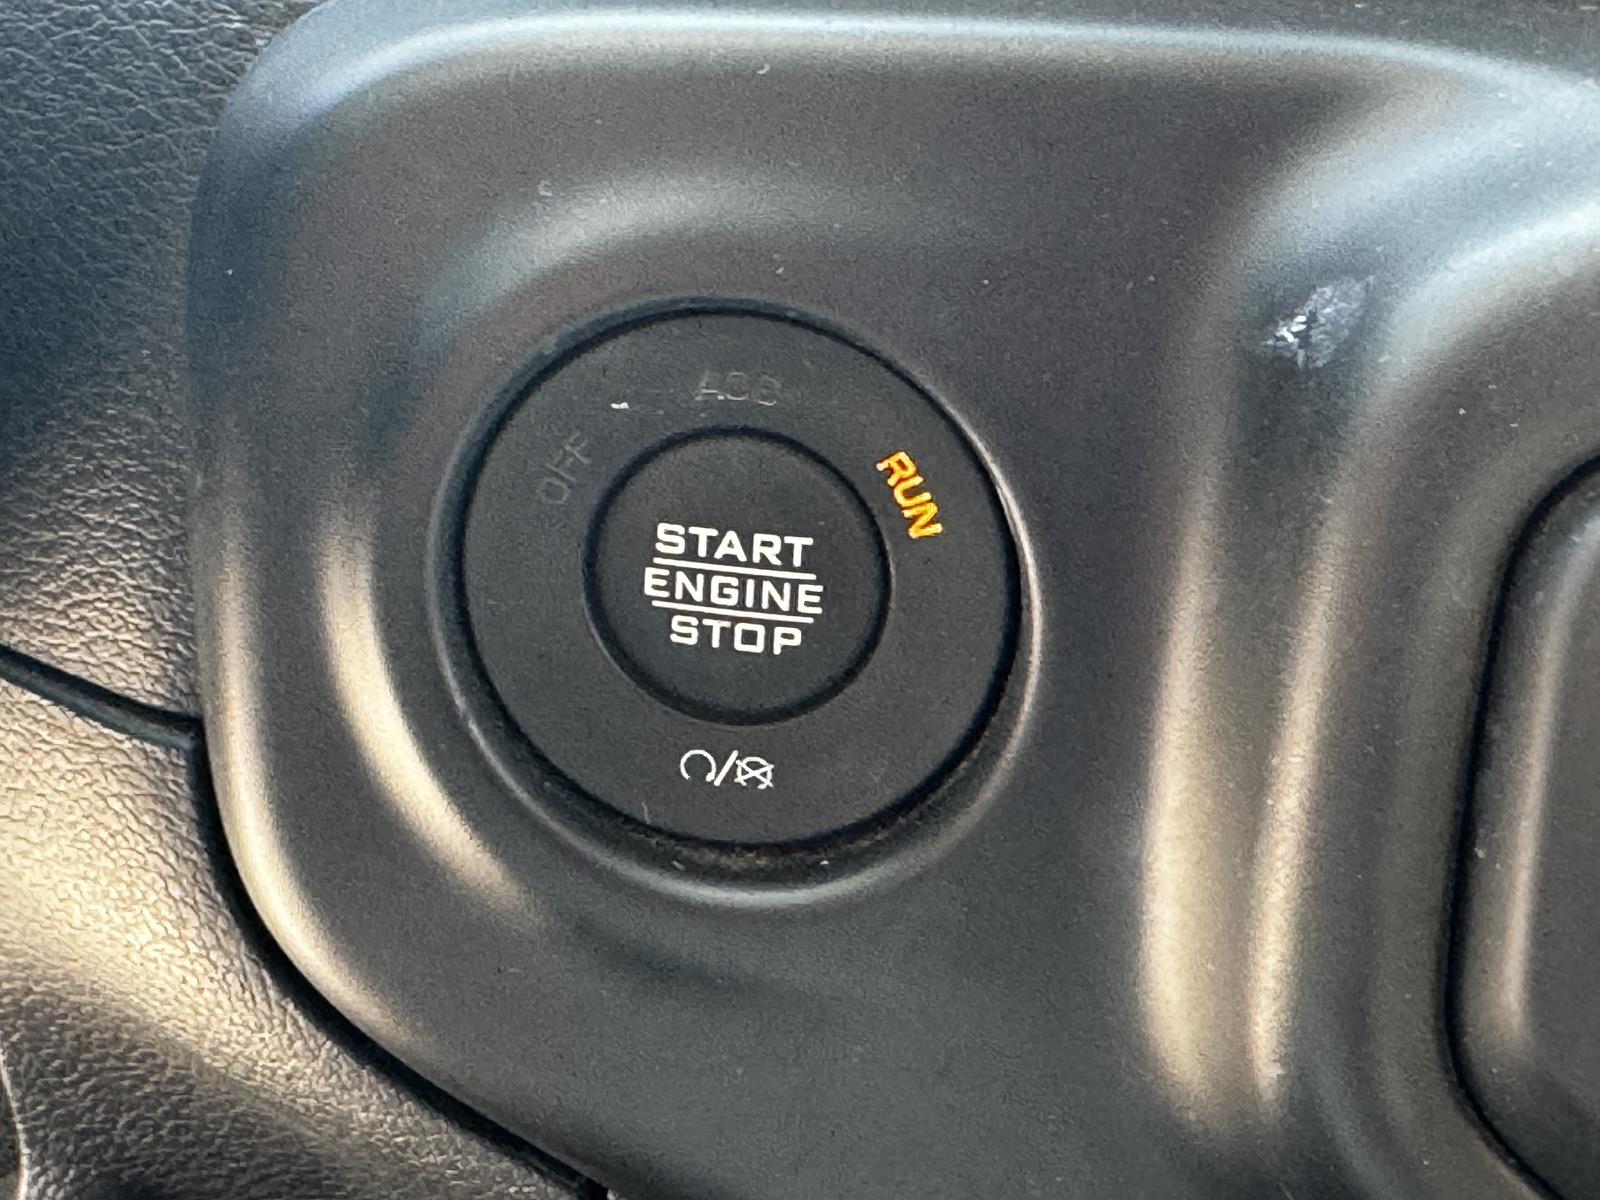 ACC
OFF
RUN
START
ENGINE
STOP